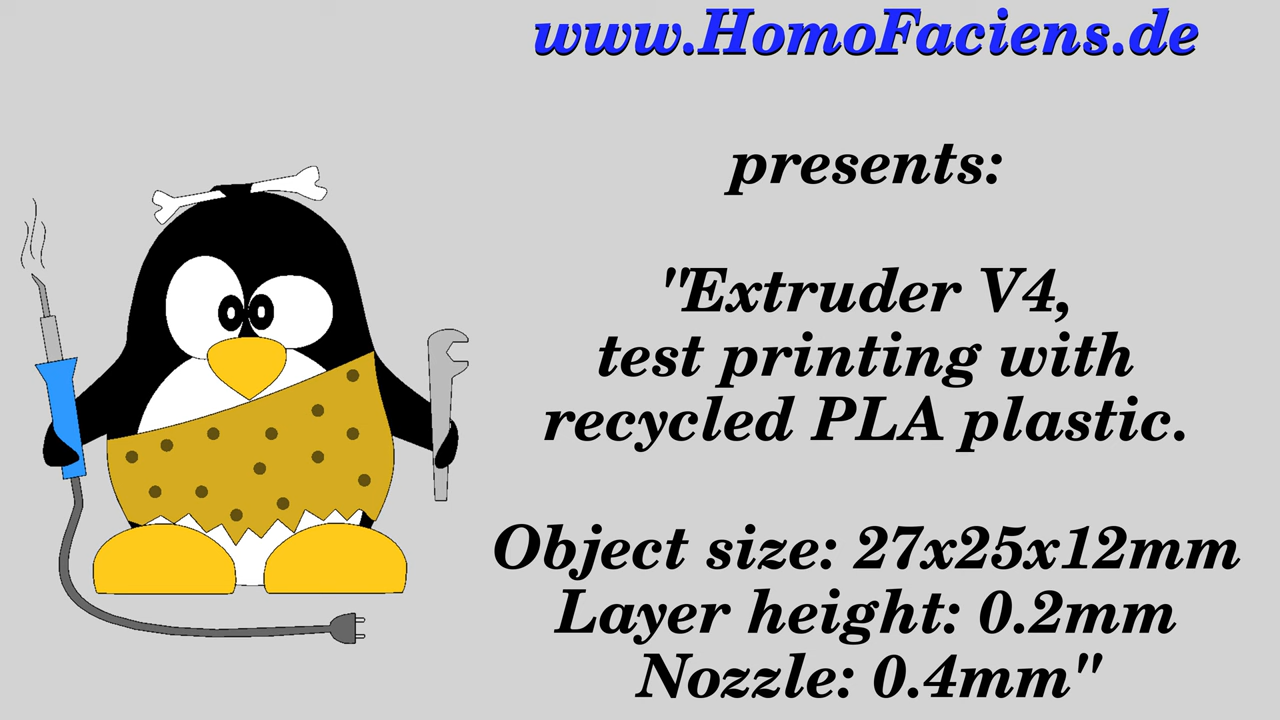 www.HomoFaciens.de
presents:
"Extruder V4,
test printing with
recycled PLA plastic.
Object size: 27x25x12mm
Layer height: 0.2mm
Nozzle: 0.4mm"